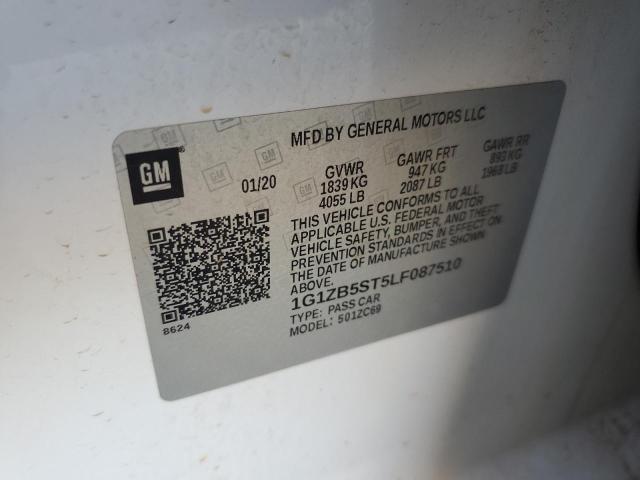 MFD BY GENERAL MOTORS LLC
GM
01/20
GVWR
1839 KG
4055 LB
GAWR FRT
947 KG
2087 LB
GAWR RR
893 KG
1968 LB
THIS VEHICLE CONFORMS TO ALL
APPLICABLE U.S. FEDERAL MOTOR
VEHICLE SAFETY, BUMPER, AND THEFT
PREVENTION STANDARDS IN EFFECT ON
THE DATE OF MANUFACTURE SHOWN
ABOVE.
1G1ZB5ST5LF087510
TYPE: PASS CAR
MODEL: 501ZC69
8624